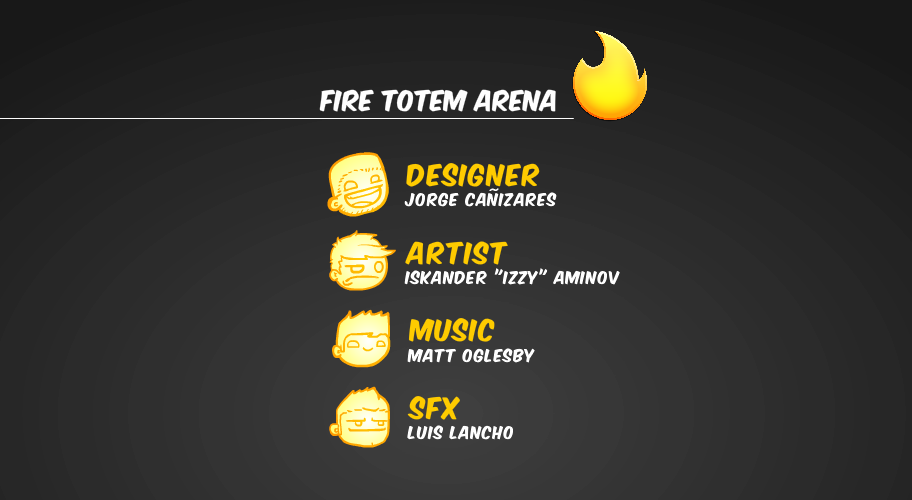 FIRE TOTEM ARENA
DESIGNER
JORGE CAÑIZARES
ARTIST
ISKANDER "IZZY" AMINOV
MUSIC
MATT OGLESBY
SFX
LUIS LANCHO